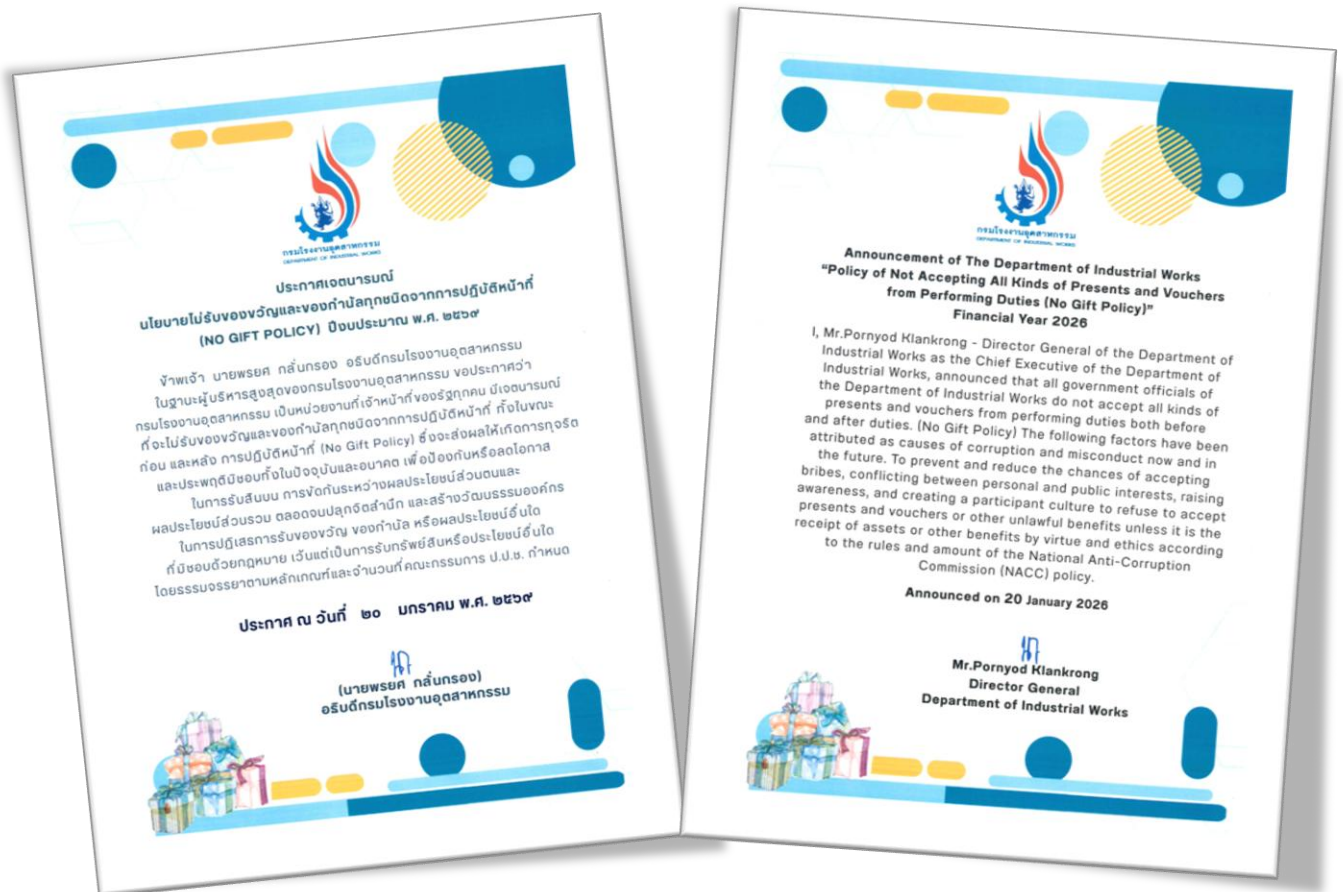 กรมโรงงานอุตสาหกรรม
DEPARTMENT OF INDUSTRIAL WORKS
ประกาศเจตนารมณ์
นโยบายไม่รับของขวัญและของกำนัลทุกชนิดจากการปฏิบัติหน้าที่
(NO GIFT POLICY) ปีงบประมาณ พ.ศ. ๒๕๖๙
ข้าพเจ้า นายพรยศ กลั่นกรอง อธิบดีกรมโรงงานอุตสาหกรรม
ในฐานะผู้บริหารสูงสุดของกรมโรงงานอุตสาหกรรม ขอประกาศว่า
กรมโรงงานอุตสาหกรรม เป็นหน่วยงานที่เจ้าหน้าที่ของรัฐทุกคน มีเจตนารมณ์
ที่จะไม่รับของขวัญและของกำนัลทุกชนิดจากการปฏิบัติหน้าที่ ทั้งในขณะ
ก่อน และหลัง การปฏิบัติหน้าที่ (No Gift Policy) ซึ่งจะส่งผลให้เกิดการทุจริต
และประพฤติมิชอบทั้งในปัจจุบันและอนาคต เพื่อป้องกันหรือลดโอกาส
ในการรับสินบน การขัดกันระหว่างผลประโยชน์ส่วนตนและ
ผลประโยชน์ส่วนรวม ตลอดจนปลุกจิตสำนึก และสร้างวัฒนธรรมองค์กร
ในการปฏิเสธการรับของขวัญ ของกำนัล หรือผลประโยชน์อื่นใด
ที่มิชอบด้วยกฎหมาย เว้นแต่เป็นการรับทรัพย์สินหรือประโยชน์อื่นใด
โดยธรรมจรรยาตามหลักเกณฑ์และจำนวนที่คณะกรรมการ ป.ป.ช. กำหนด
ประกาศ ณ วันที่ ๒๐ มกราคม พ.ศ. ๒๕๖๙
(นายพรยศ กลั่นกรอง)
อธิบดีกรมโรงงานอุตสาหกรรม
กรมโรงงานอุตสาหกรรม
DEPARTMENT OF INDUSTRIAL WORKS
Announcement of The Department of Industrial Works
“Policy of Not Accepting All Kinds of Presents and Vouchers
from Performing Duties (No Gift Policy)”
Financial Year 2026
I, Mr.Pornyod Klankrong - Director General of the Department of
Industrial Works as the Chief Executive of the Department of
Industrial Works, announced that all government officials of
the Department of Industrial Works do not accept all kinds of
presents and vouchers from performing duties both before
and after duties. (No Gift Policy) The following factors have been
attributed as causes of corruption and misconduct now and in
the future. To prevent and reduce the chances of accepting
bribes, conflicting between personal and public interests, raising
awareness, and creating a participant culture to refuse to accept
presents and vouchers or other unlawful benefits unless it is the
receipt of assets or other benefits by virtue and ethics according
to the rules and amount of the National Anti-Corruption
Commission (NACC) policy.
Announced on 20 January 2026
Mr.Pornyod Klankrong
Director General
Department of Industrial Works